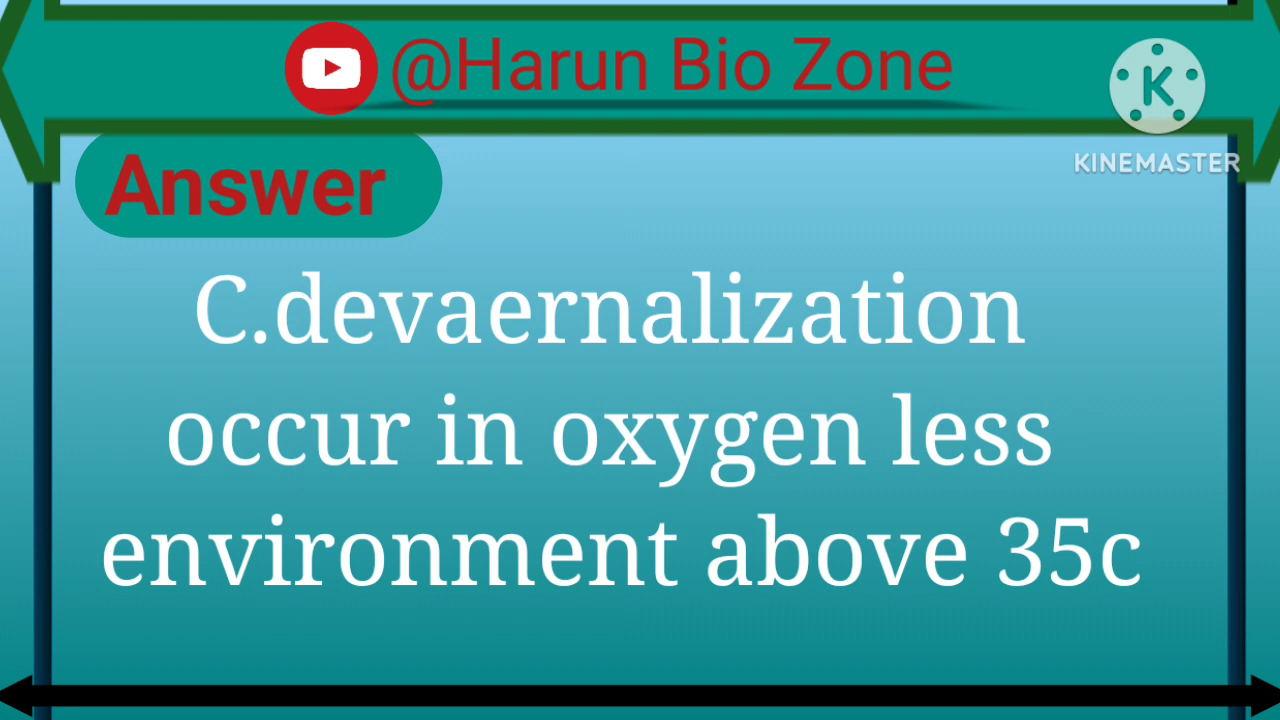 @Harun Bio Zone
K
KINEMASTER
Answer
C.devaernalization
occur in oxygen less
environment above 35c